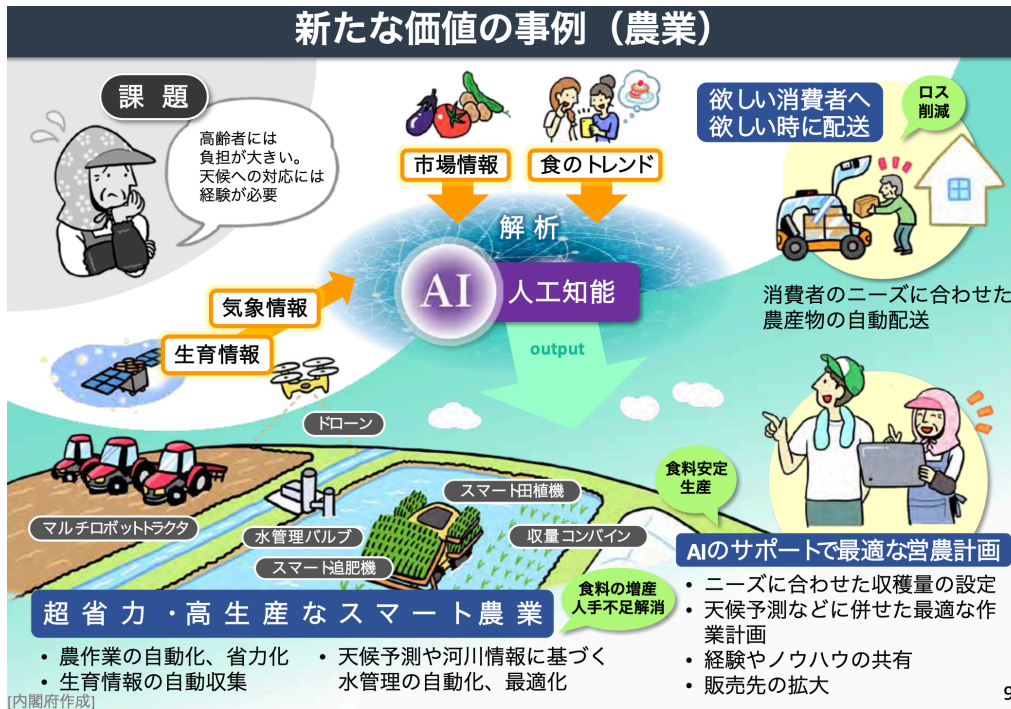 新たな価値の事例（農業）
課 題
高齢者には
負担が大きい。
天候への対応には
経験が必要
市場情報
食のトレンド
解 析
AI
人工知能
気象情報
生育情報
output
欲しい消費者へ
欲しい時に配送
ロス
削減
消費者のニーズに合わせた
農産物の自動配送
ドローン
マルチロボットトラクタ
水管理バルブ
スマート追肥機
スマート田植機
収量コンバイン
食料安定
生産
食料の増産
人手不足解消
超 省 力 ・高 生 産 な ス マ ー ト 農 業
• 農作業の自動化、省力化
• 生育情報の自動収集
• 天候予測や河川情報に基づく
水管理の自動化、最適化
AIのサポートで最適な営農計画
• ニーズに合わせた収穫量の設定
• 天候予測などに併せた最適な作
業計画
• 経験やノウハウの共有
• 販売先の拡大
[内閣府作成]
9